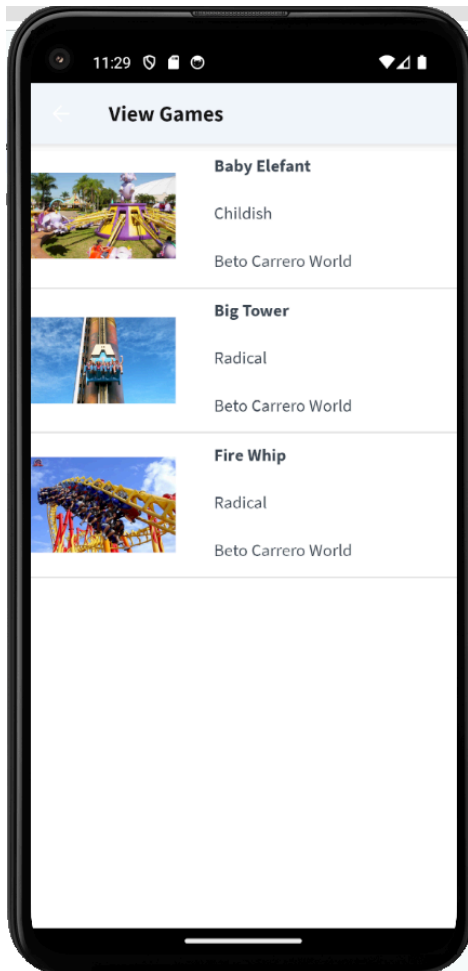 11:29
View Games
Baby Elefant
Childish
Beto Carrero World
Big Tower
Radical
Beto Carrero World
Fire Whip
Radical
Beto Carrero World